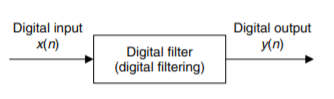 Digital input
x(n)
Digital filter
(digital filtering)
Digital output
y(n)